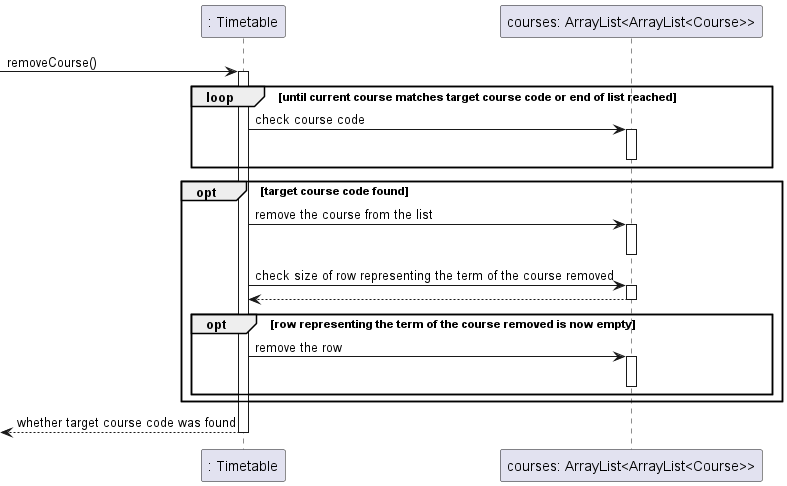 : Timetable
courses: ArrayList<ArrayList<Course>>
removeCourse()
loop
[until current course matches target course code or end of list reached]
check course code
opt
[target course code found]
remove the course from the list
check size of row representing the term of the course removed
opt
[row representing the term of the course removed is now empty]
remove the row
whether target course code was found
: Timetable
courses: ArrayList<ArrayList<Course>>